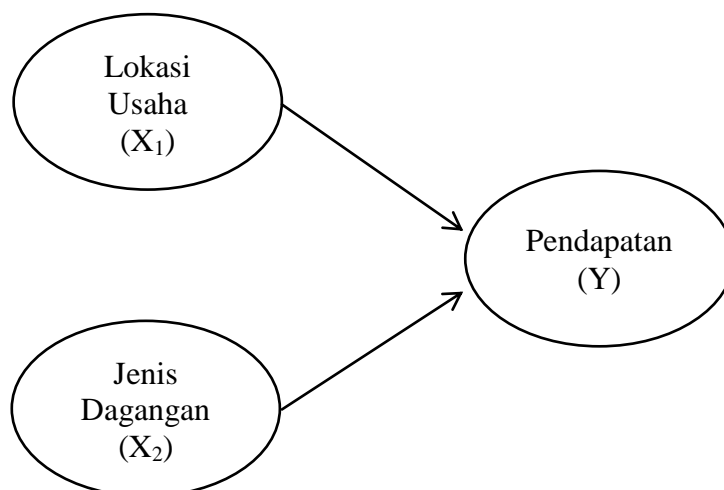 Lokasi
Usaha
(X₁)
Pendapatan
(Y)
Jenis
Dagangan
(X₂)